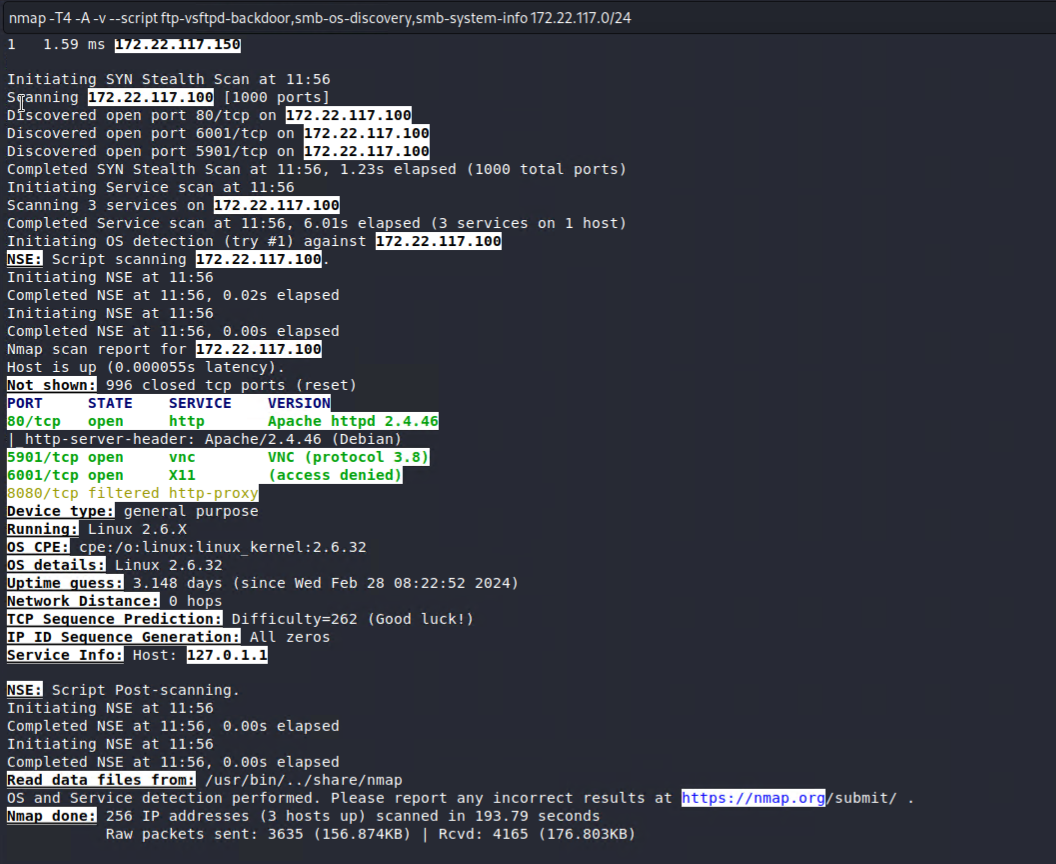 nmap -T4 -A -v --script ftp-vsftpd-backdoor,smb-os-discovery,smb-system-info 172.22.117.0/24
1   1.59 ms 172.22.117.150
Initiating SYN Stealth Scan at 11:56
Scanning 172.22.117.100 [1000 ports]
Discovered open port 80/tcp on 172.22.117.100
Discovered open port 6001/tcp on 172.22.117.100
Discovered open port 5901/tcp on 172.22.117.100
Completed SYN Stealth Scan at 11:56, 1.23s elapsed (1000 total ports)
Initiating Service scan at 11:56
Scanning 3 services on 172.22.117.100
Completed Service scan at 11:56, 6.01s elapsed (3 services on 1 host)
Initiating OS detection (try #1) against 172.22.117.100
NSE: Script scanning 172.22.117.100.
Initiating NSE at 11:56
Completed NSE at 11:56, 0.02s elapsed
Initiating NSE at 11:56
Completed NSE at 11:56, 0.00s elapsed
Nmap scan report for 172.22.117.100
Host is up (0.000055s latency).
Not shown: 996 closed tcp ports (reset)
PORT     STATE    SERVICE    VERSION
80/tcp   open     http       Apache httpd 2.4.46
|_http-server-header: Apache/2.4.46 (Debian)
5901/tcp open     vnc        VNC (protocol 3.8)
6001/tcp open     X11        (access denied)
8080/tcp filtered http-proxy
Device type: general purpose
Running: Linux 2.6.X
OS CPE: cpe:/o:linux:linux_kernel:2.6.32
OS details: Linux 2.6.32
Uptime guess: 3.148 days (since Wed Feb 28 08:22:52 2024)
Network Distance: 0 hops
TCP Sequence Prediction: Difficulty=262 (Good luck!)
IP ID Sequence Generation: All zeros
Service Info: Host: 127.0.1.1
NSE: Script Post-scanning.
Initiating NSE at 11:56
Completed NSE at 11:56, 0.00s elapsed
Initiating NSE at 11:56
Completed NSE at 11:56, 0.00s elapsed
Read data files from: /usr/bin/../share/nmap
OS and Service detection performed. Please report any incorrect results at https://nmap.org/submit/ .
Nmap done: 256 IP addresses (3 hosts up) scanned in 193.79 seconds
Raw packets sent: 3635 (156.874KB) | Rcvd: 4165 (176.803KB)